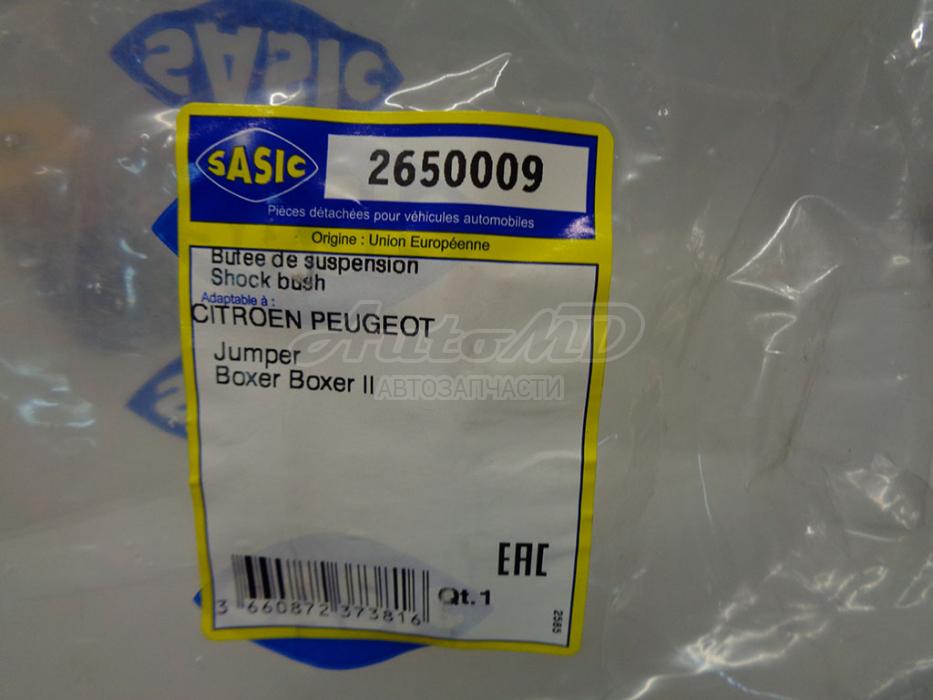 SASIC
SASIC
2650009
Pièces détachées pour véhicules automobiles
Origine : Union Européenne
Butee de suspension
Shock bush
Adaptable à :
CITROEN PEUGEOT
AutoMD
Jumper
Boxer Boxer II
АВТОЗАПЧАСТИ
EAC
Qt. 1
3 660872 373816
2585